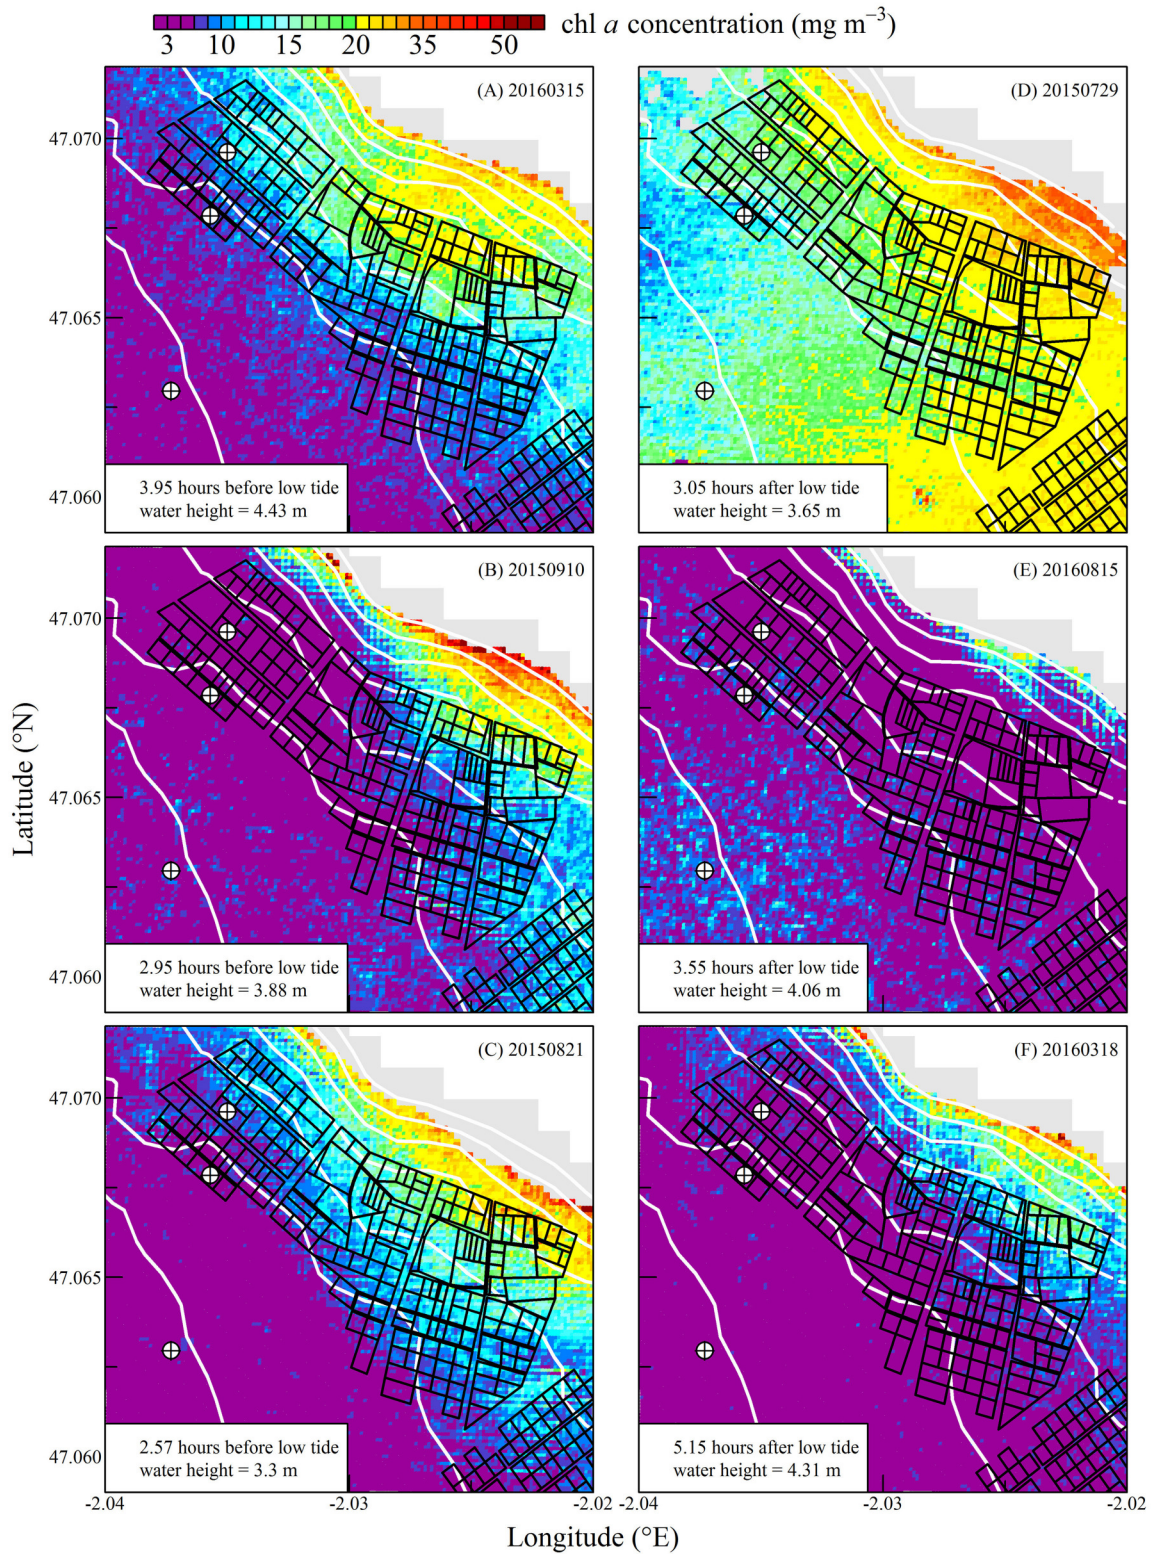 chl a concentration (mg m⁻³)
3 10 15 20 35 50
(A) 20160315
(D) 20150729
47.070
47.065
47.060
3.95 hours before low tide
water height = 4.43 m
3.05 hours after low tide
water height = 3.65 m
(B) 20150910
(E) 20160815
47.070
47.065
47.060
2.95 hours before low tide
water height = 3.88 m
3.55 hours after low tide
water height = 4.06 m
Latitude (°N)
(C) 20150821
(F) 20160318
47.070
47.065
47.060
2.57 hours before low tide
water height = 3.3 m
5.15 hours after low tide
water height = 4.31 m
-2.04 -2.03 -2.02 -2.03 -2.02
Longitude (°E)